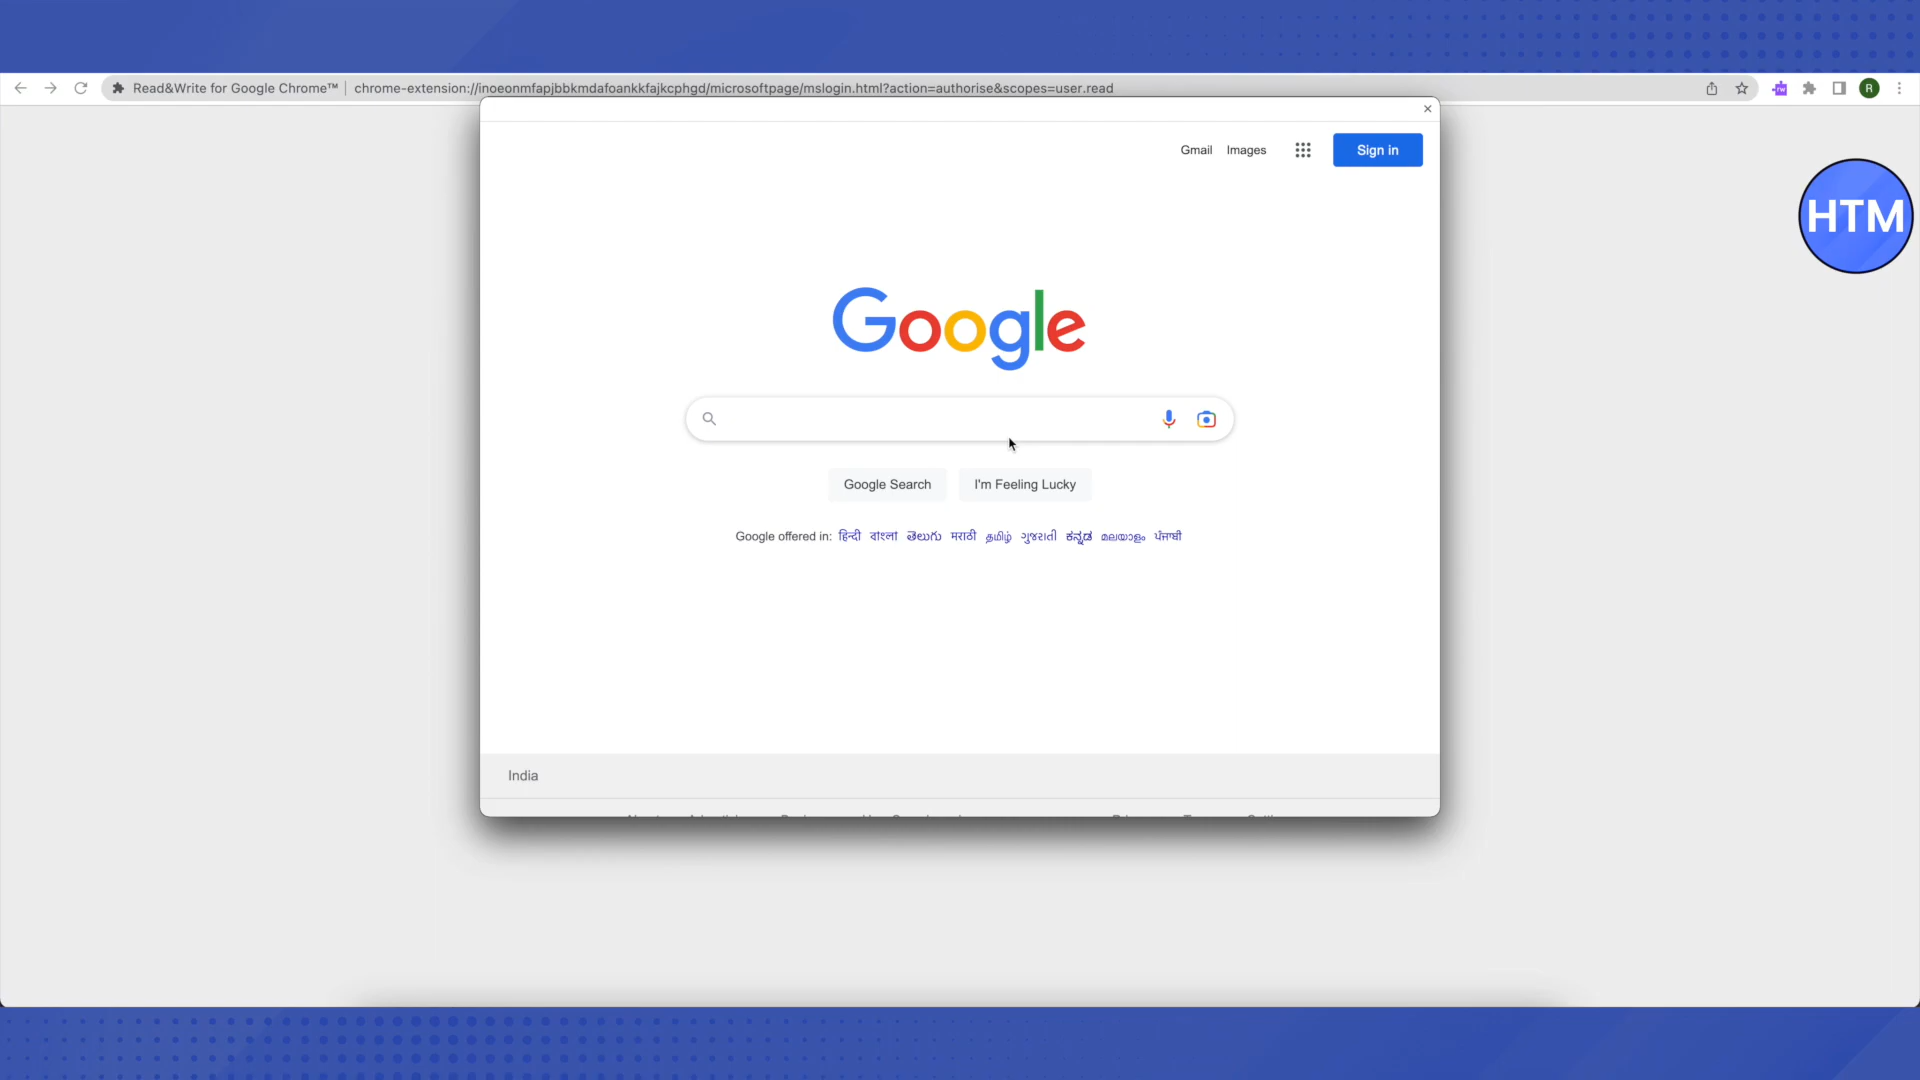 Read&Write for Google Chrome™ | chrome-extension://inoeonmfapjbbkmdafoankkfajkcphgd/microsoftpage/mslogin.html?action=authorise&scopes=user.read
rw
R
Gmail Images Sign in
HTM
Google
Google Search I'm Feeling Lucky
Google offered in: हिन्दी বাংলা తెలుగు मराठी தமிழ் ગુજરાતી ಕನ್ನಡ മലയാളം ਪੰਜਾਬੀ
India